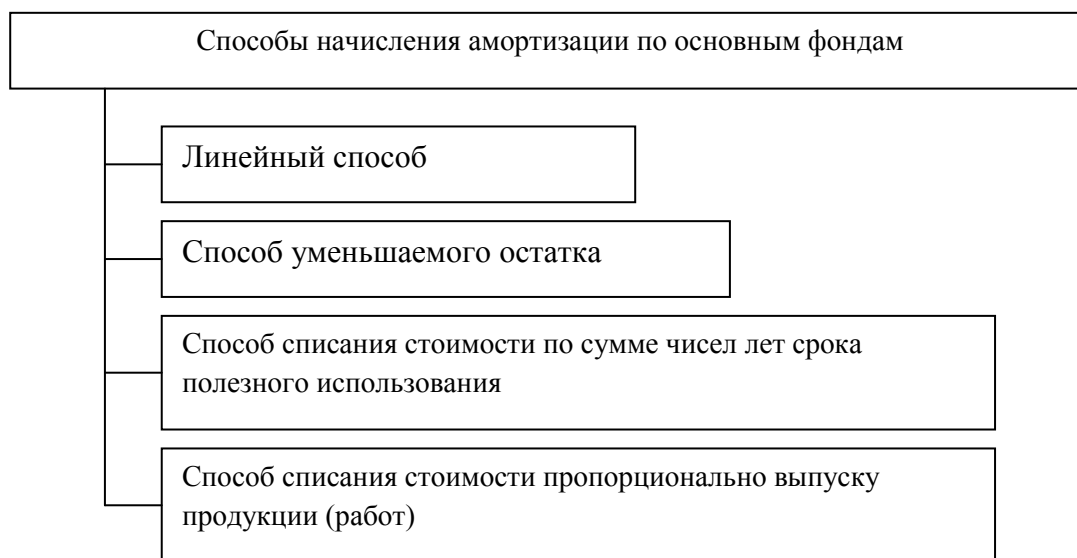 Способы начисления амортизации по основным фондам
Линейный способ
Способ уменьшаемого остатка
Способ списания стоимости по сумме чисел лет срока
полезного использования
Способ списания стоимости пропорционально выпуску
продукции (работ)